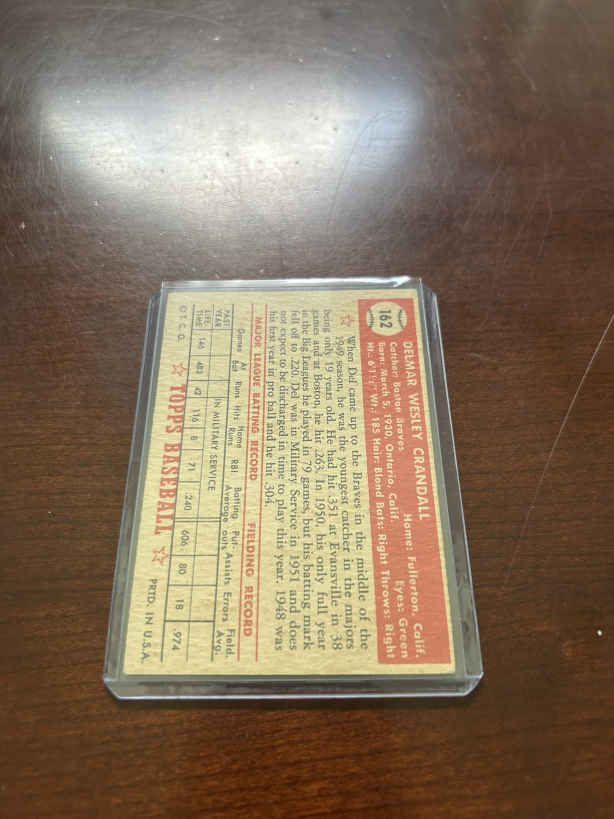 162
DELMAR WESLEY CRANDALL
Catcher: Boston Braves Home: Fullerton, Calif.
Born: March 5, 1930, Ontario, Calif. Eyes: Green
Ht.: 6'1½" Wt.: 185 Hair: Blond Bats: Right Throws: Right
When Del came up to the Braves in the middle of the
1949 season, he was the youngest catcher in the majors
being only 19 years old. He had hit .351 at Evansville in 38
games and at Boston, he hit .263. In 1950, his only full year
in the Big Leagues he played in 79 games, but his batting mark
fell off to .220. Del was in Military Service in 1951 and does
not expect to be discharged in time to play this year. 1948 was
his first year in pro ball and he hit .304.
MAJOR LEAGUE BATTING RECORD FIELDING RECORD
Games At Bat Runs Hits Home Runs RBI Batting Average Put-outs Assists Errors Field. Avg.
PAST YEAR IN MILITARY SERVICE
LIFE TIME 146 483 42 116 8 71 .240 606 80 18 .974
☆ TOPPS BASEBALL ☆
© T. C. G. PRTD. IN U.S.A.